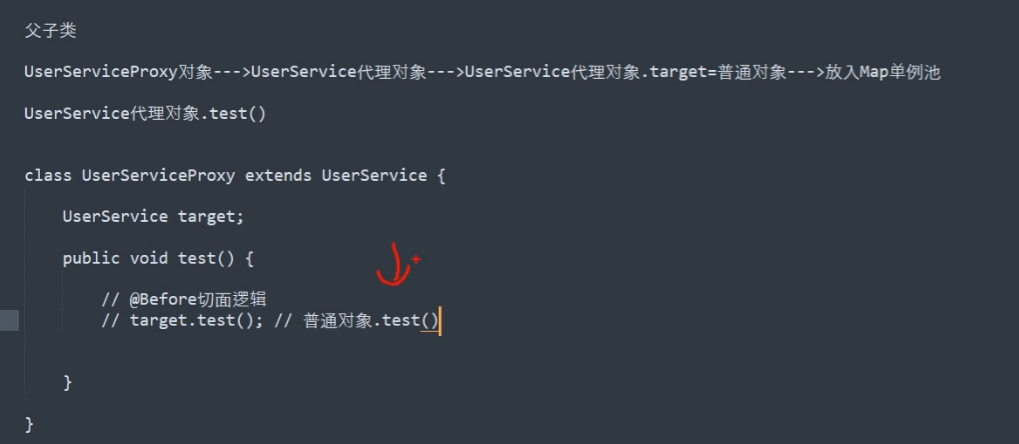 父子类
UserServiceProxy对象--->UserService代理对象--->UserService代理对象.target=普通对象--->放入Map单例池
UserService代理对象.test()
class UserServiceProxy extends UserService {
UserService target;
public void test() {
// @Before切面逻辑
// target.test(); // 普通对象.test()
}
}